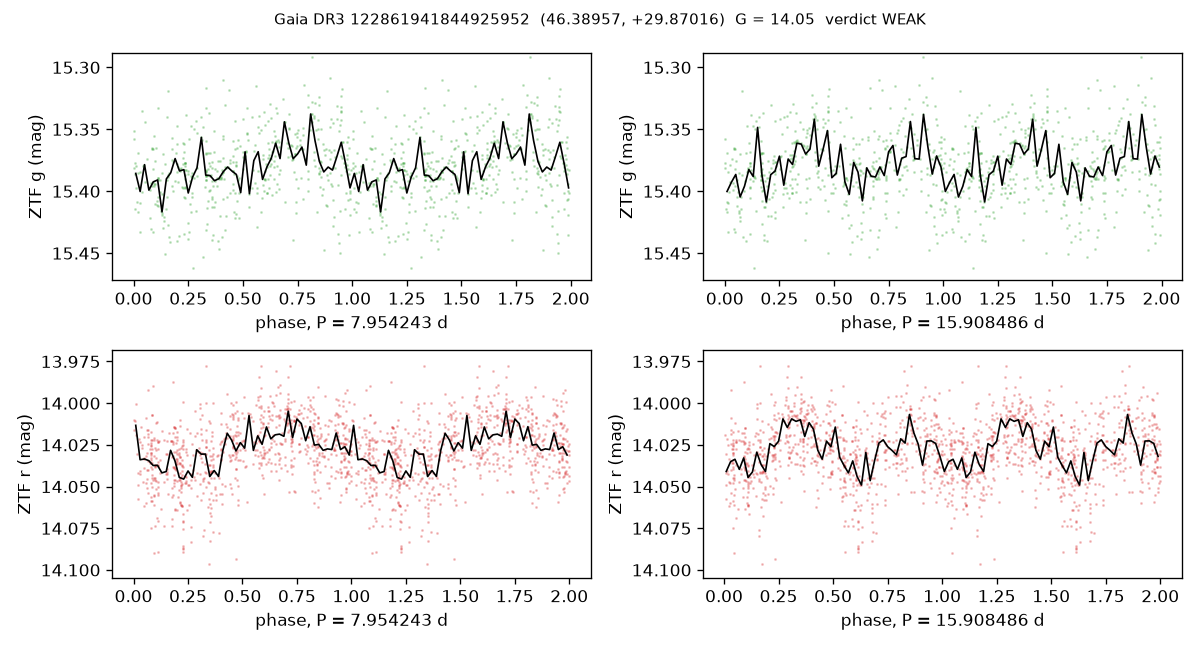 Gaia DR3 122861941844925952  (46.38957, +29.87016)  G = 14.05  verdict WEAK
15.30
15.35
15.40
15.45
ZTF g (mag)
0.00 0.25 0.50 0.75 1.00 1.25 1.50 1.75 2.00
phase, P = 7.954243 d
15.30
15.35
15.40
15.45
ZTF g (mag)
0.00 0.25 0.50 0.75 1.00 1.25 1.50 1.75 2.00
phase, P = 15.908486 d
13.975
14.000
14.025
14.050
14.075
14.100
ZTF r (mag)
0.00 0.25 0.50 0.75 1.00 1.25 1.50 1.75 2.00
phase, P = 7.954243 d
13.975
14.000
14.025
14.050
14.075
14.100
ZTF r (mag)
0.00 0.25 0.50 0.75 1.00 1.25 1.50 1.75 2.00
phase, P = 15.908486 d